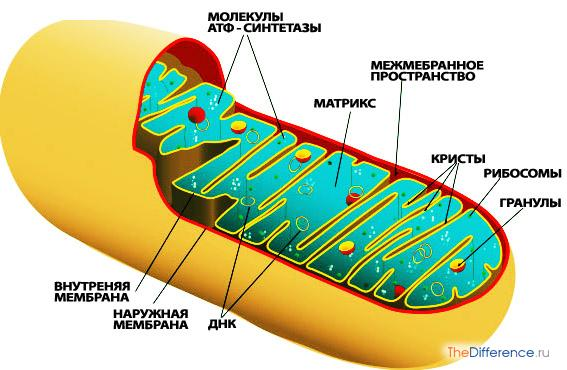 МОЛЕКУЛЫ
АТФ - СИНТЕТАЗЫ
МЕЖМЕБРАННОЕ
ПРОСТРАНСТВО
МАТРИКС
КРИСТЫ
РИБОСОМЫ
ГРАНУЛЫ
ВНУТРЕНЯЯ
МЕМБРАНА
НАРУЖНАЯ
МЕМБРАНА
ДНК
TheDifference.ru